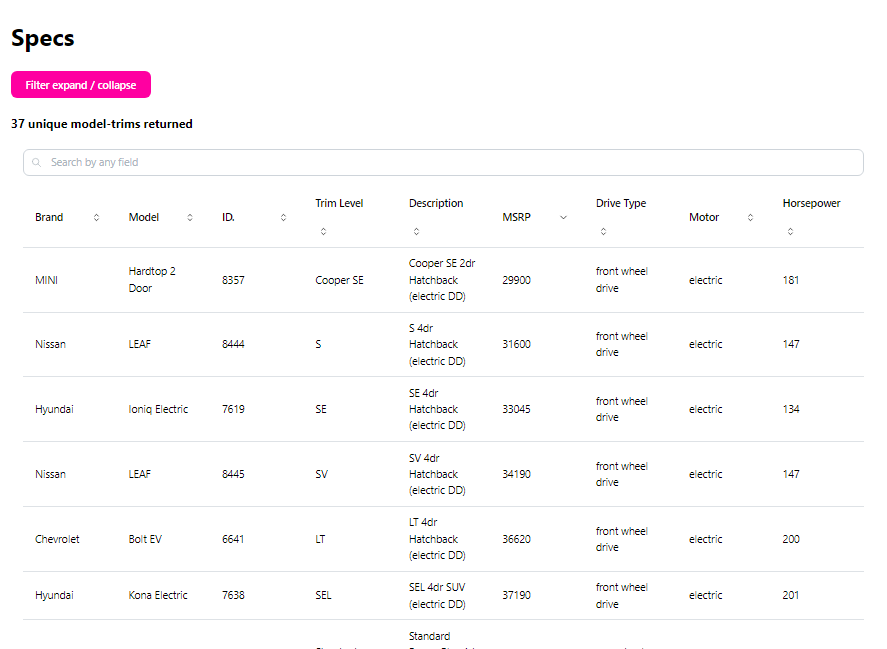 Specs
Filter expand / collapse
37 unique model-trims returned
Search by any field
Brand Model ID. Trim Level Description MSRP Drive Type Motor Horsepower
MINI Hardtop 2 Door 8357 Cooper SE Cooper SE 2dr Hatchback (electric DD) 29900 front wheel drive electric 181
Nissan LEAF 8444 S S 4dr Hatchback (electric DD) 31600 front wheel drive electric 147
Hyundai Ioniq Electric 7619 SE SE 4dr Hatchback (electric DD) 33045 front wheel drive electric 134
Nissan LEAF 8445 SV SV 4dr Hatchback (electric DD) 34190 front wheel drive electric 147
Chevrolet Bolt EV 6641 LT LT 4dr Hatchback (electric DD) 36620 front wheel drive electric 200
Hyundai Kona Electric 7638 SEL SEL 4dr SUV (electric DD) 37190 front wheel drive electric 201
Standard